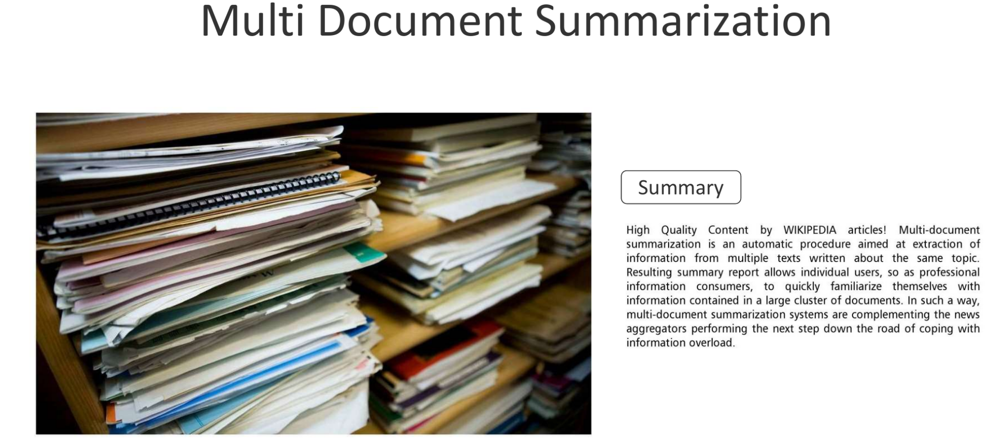 Multi Document Summarization
Summary
High Quality Content by WIKIPEDIA articles! Multi-document
summarization is an automatic procedure aimed at extraction of
information from multiple texts written about the same topic.
Resulting summary report allows individual users, so as professional
information consumers, to quickly familiarize themselves with
information contained in a large cluster of documents. In such a way,
multi-document summarization systems are complementing the news
aggregators performing the next step down the road of coping with
information overload.